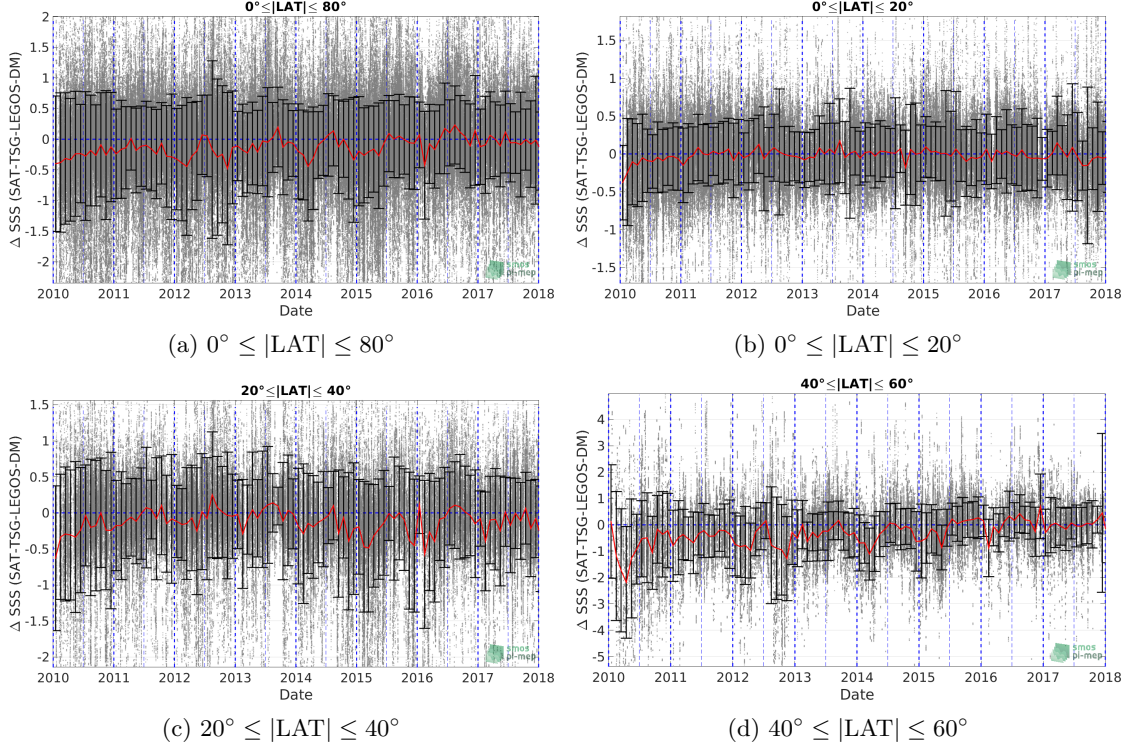 0°≤|LAT|≤ 80°
Δ SSS (SAT-TSG-LEGOS-DM)
2
1.5
1
0.5
0
-0.5
-1
-1.5
-2
2010 2011 2012 2013 2014 2015 2016 2017 2018
Date
smos
pi-mep
(a) 0° ≤ |LAT| ≤ 80°
0°≤|LAT|≤ 20°
Δ SSS (SAT-TSG-LEGOS-DM)
1.5
1
0.5
0
-0.5
-1
-1.5
2010 2011 2012 2013 2014 2015 2016 2017 2018
Date
smos
pi-mep
(b) 0° ≤ |LAT| ≤ 20°
20°≤|LAT|≤ 40°
Δ SSS (SAT-TSG-LEGOS-DM)
1.5
1
0.5
0
-0.5
-1
-1.5
-2
2010 2011 2012 2013 2014 2015 2016 2017 2018
Date
smos
pi-mep
(c) 20° ≤ |LAT| ≤ 40°
40°≤|LAT|≤ 60°
Δ SSS (SAT-TSG-LEGOS-DM)
4
3
2
1
0
-1
-2
-3
-4
-5
2010 2011 2012 2013 2014 2015 2016 2017 2018
Date
smos
pi-mep
(d) 40° ≤ |LAT| ≤ 60°